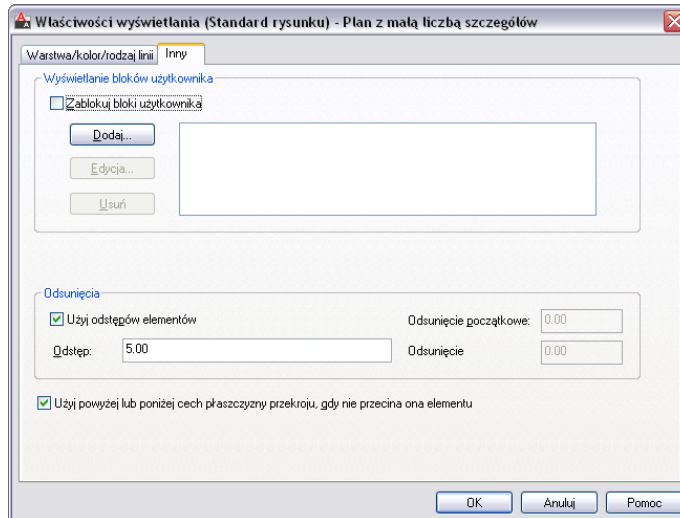 Właściwości wyświetlania (Standard rysunku) - Plan z małą liczbą szczegółów
Warstwa/kolor/rodzaj linii
Inny
Wyświetlanie bloków użytkownika
Zablokuj bloki użytkownika
Dodaj...
Edycja...
Usuń
Odsunięcia
Użyj odstępów elementów
Odsunięcie początkowe: 0.00
Odstęp: 5.00
Odsunięcie 0.00
Użyj powyżej lub poniżej cech płaszczyzny przekroju, gdy nie przecina ona elementu
OK
Anuluj
Pomoc